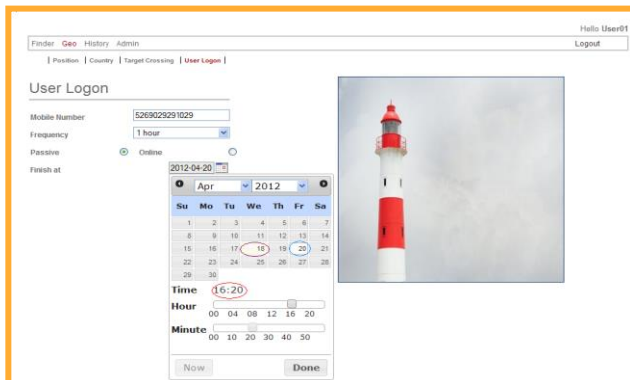 Hello User01
Finder Geo History Admin Logout
| Position | Country | Target Crossing | User Logon |
User Logon
Mobile Number 5269029291029
Frequency 1 hour
Passive Online
Finish at 2012-04-20
Apr 2012
Su Mo Tu We Th Fr Sa
1 2 3 4 5 6 7
8 9 10 11 12 13 14
15 16 17 18 19 20 21
22 23 24 25 26 27 28
29 30
Time 16:20
Hour
00 04 08 12 16 20
Minute
00 10 20 30 40 50
Now Done